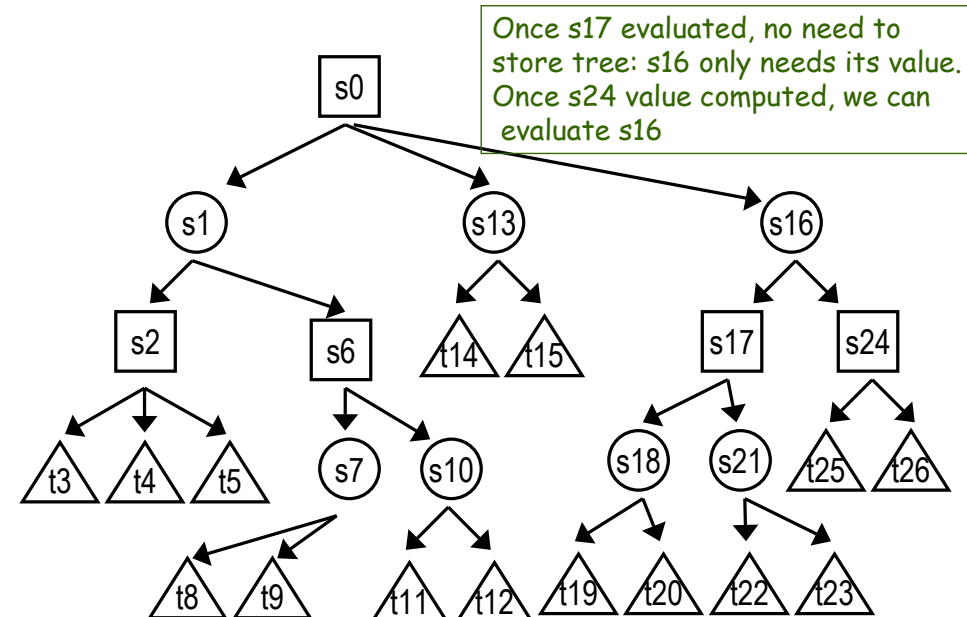 Once s17 evaluated, no need to
store tree: s16 only needs its value.
Once s24 value computed, we can
evaluate s16
s0
s1 s13 s16
s2 s6 t14 t15 s17 s24
t3 t4 t5 s7 s10 s18 s21 t25 t26
t8 t9 t11 t12 t19 t20 t22 t23